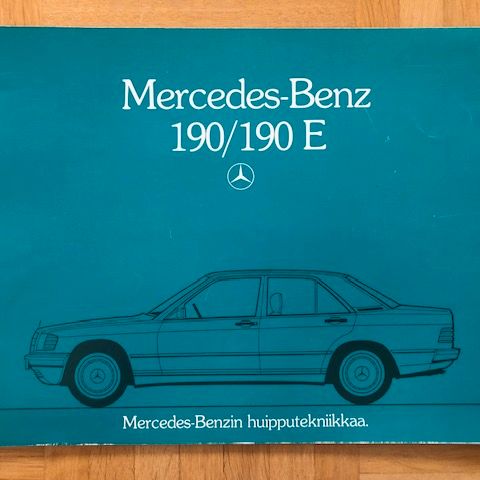 Mercedes-Benz
190/190 E
Mercedes-Benzin huipputekniikkaa.